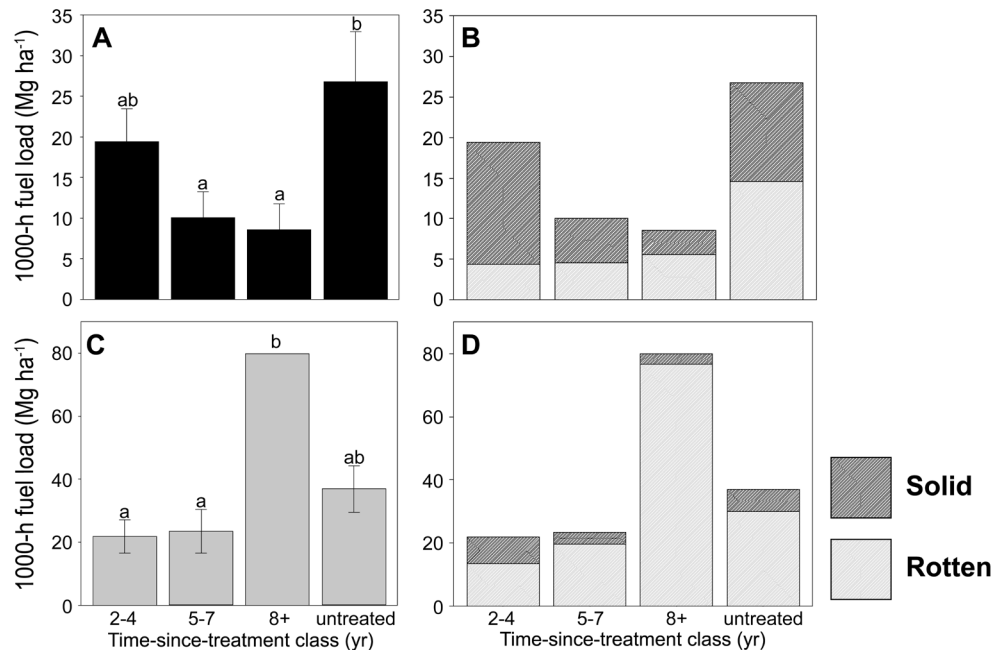 1000-h fuel load (Mg ha⁻¹)
35
30
25
20
15
10
5
0
A
ab
a
a
b
35
30
25
20
15
10
5
0
B
1000-h fuel load (Mg ha⁻¹)
80
60
40
20
0
C
a
a
b
ab
2-4 5-7 8+ untreated
Time-since-treatment class (yr)
80
60
40
20
0
D
2-4 5-7 8+ untreated
Time-since-treatment class (yr)
Solid
Rotten